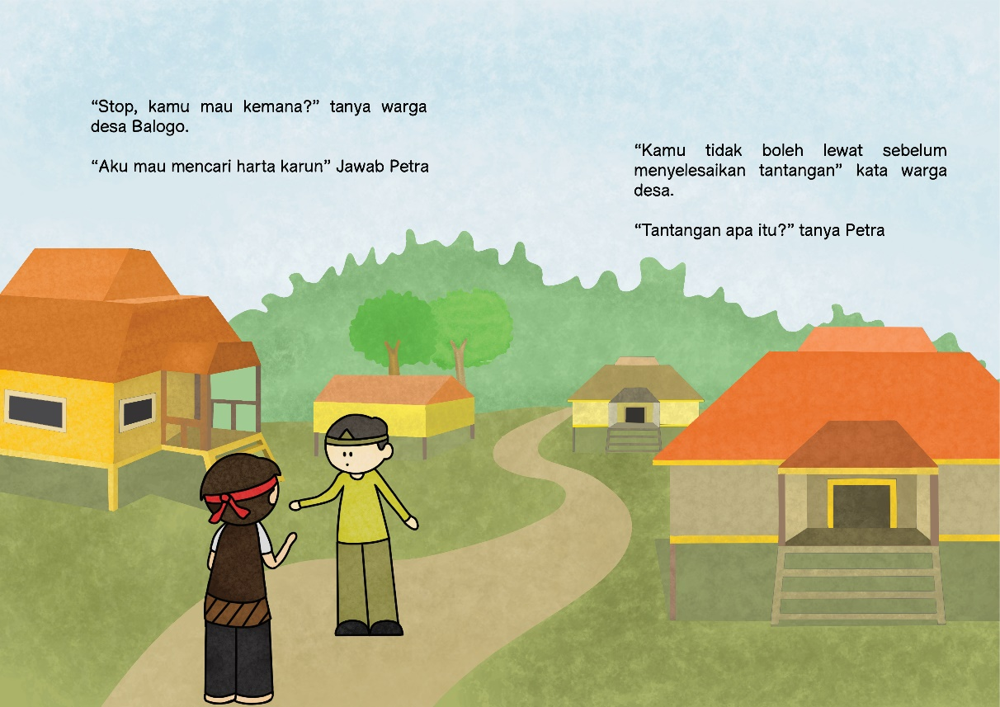 “Stop, kamu mau kemana?” tanya warga
desa Balogo.
“Aku mau mencari harta karun” Jawab Petra
“Kamu tidak boleh lewat sebelum
menyelesaikan tantangan” kata warga
desa.
“Tantangan apa itu?” tanya Petra